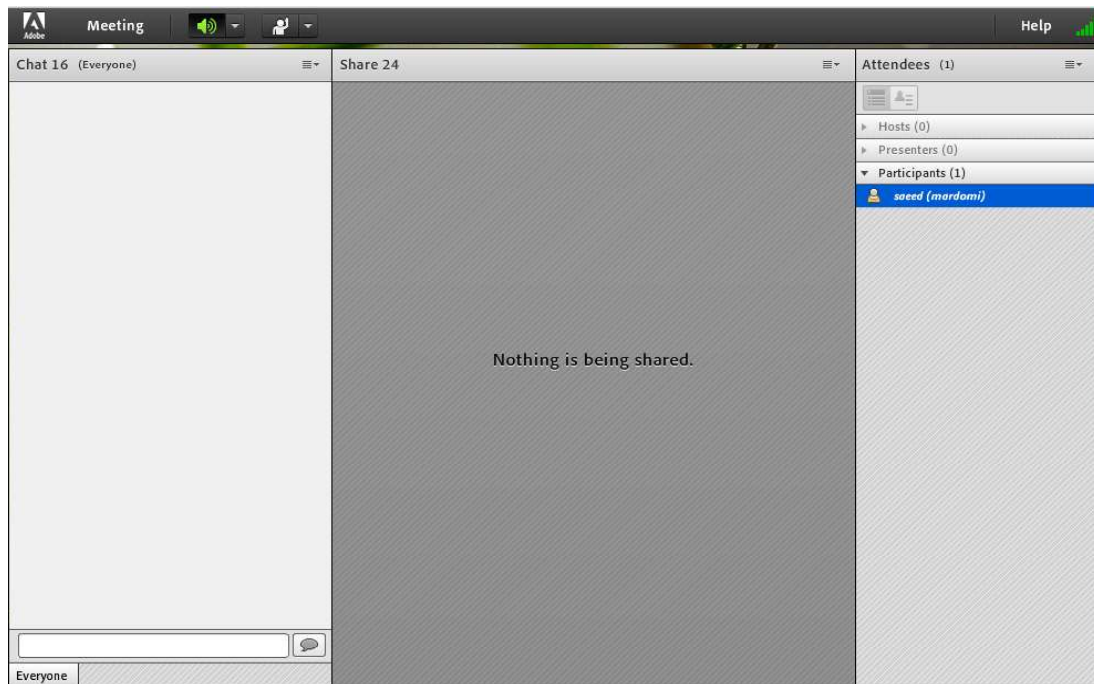 Adobe
Meeting
Help
Chat 16 (Everyone)
Share 24
Attendees (1)
Hosts (0)
Presenters (0)
Participants (1)
saeed (mardomi)
Nothing is being shared.
Everyone